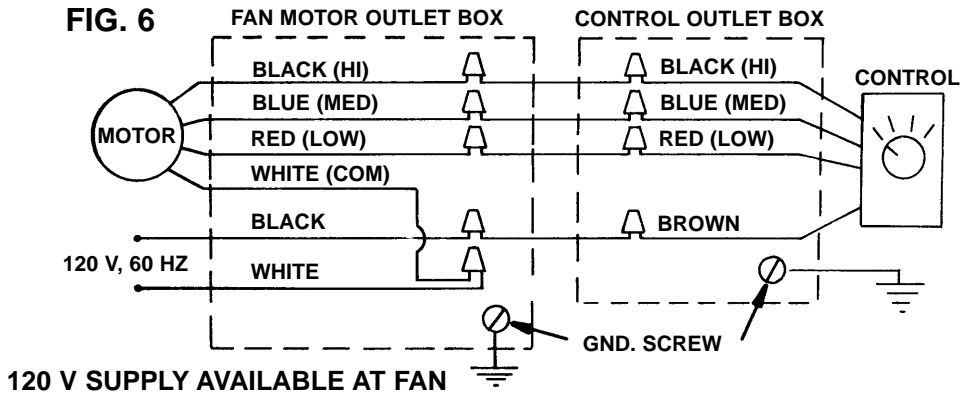 FIG. 6
FAN MOTOR OUTLET BOX
CONTROL OUTLET BOX
BLACK (HI)
BLACK (HI)
CONTROL
BLUE (MED)
BLUE (MED)
MOTOR
RED (LOW)
RED (LOW)
WHITE (COM)
BLACK
BROWN
120 V, 60 HZ
WHITE
GND. SCREW
120 V SUPPLY AVAILABLE AT FAN